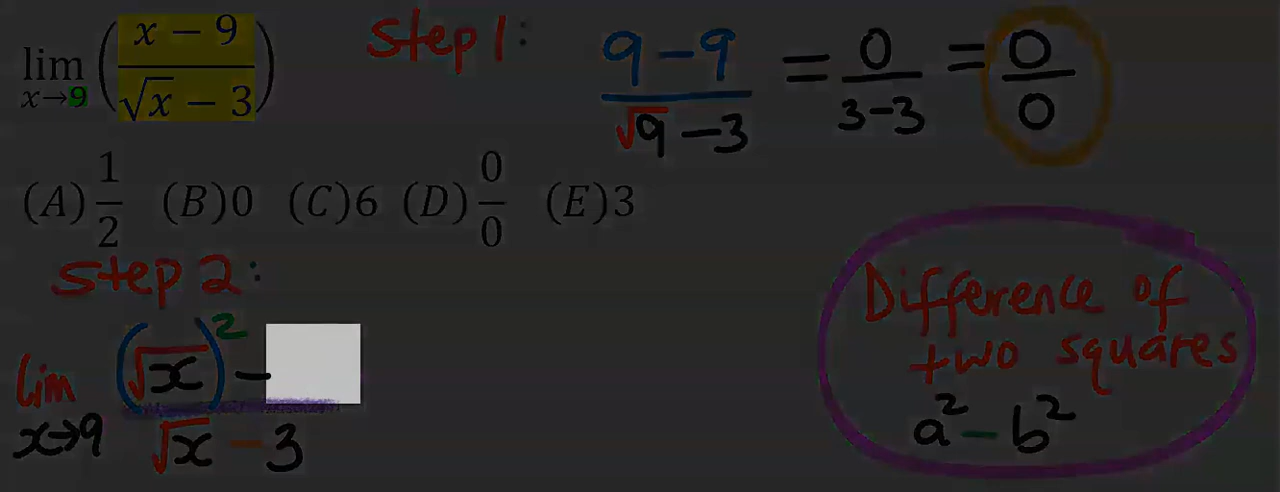 lim x→9 (x − 9 / √x − 3)
Step 1: 9 − 9 / √9 − 3 = 0 / 3 − 3 = 0 / 0
(A) 1/2 (B) 0 (C) 6 (D) 0/0 (E) 3
Step 2:
lim x→9 (√x)² − / √x − 3
Difference of
two squares
a² − b²